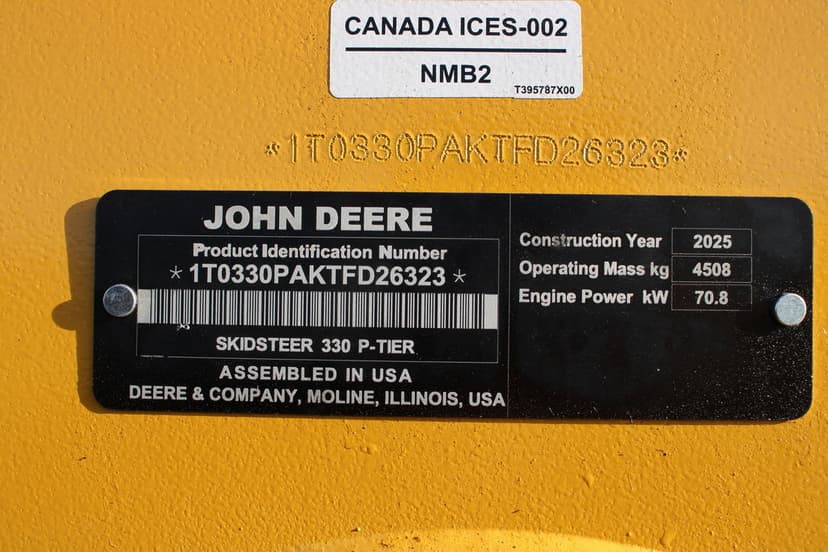 CANADA ICES-002
NMB2
T395787X00
*1T0330PAKTFD26323*
JOHN DEERE
Product Identification Number
*1T0330PAKTFD26323*
SKIDSTEER 330 P-TIER
ASSEMBLED IN USA
DEERE & COMPANY, MOLINE, ILLINOIS, USA
Construction Year 2025
Operating Mass kg 4508
Engine Power kW 70.8